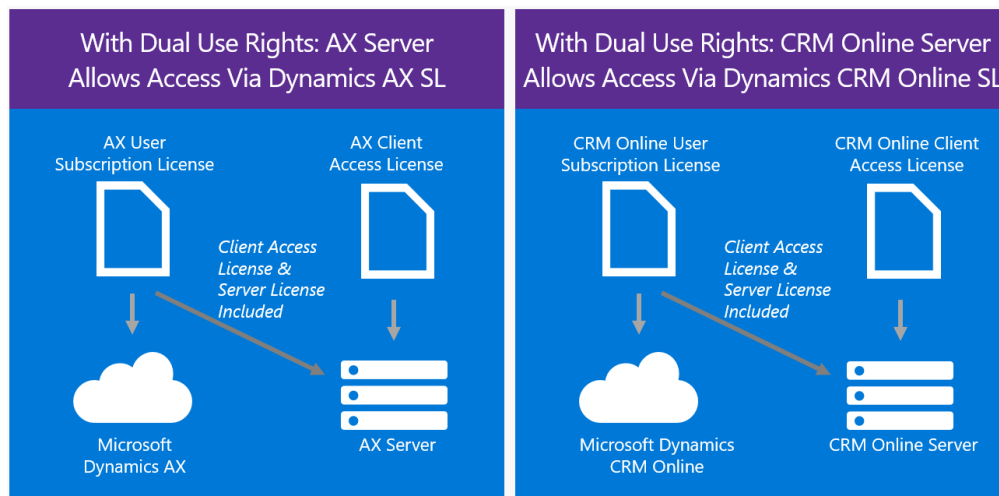 With Dual Use Rights: AX Server
Allows Access Via Dynamics AX SL
AX User
Subscription License
AX Client
Access License
Client Access
License &
Server License
Included
Microsoft
Dynamics AX
AX Server
With Dual Use Rights: CRM Online Server
Allows Access Via Dynamics CRM Online SL
CRM Online User
Subscription License
CRM Online Client
Access License
Client Access
License &
Server License
Included
Microsoft Dynamics
CRM Online
CRM Online Server